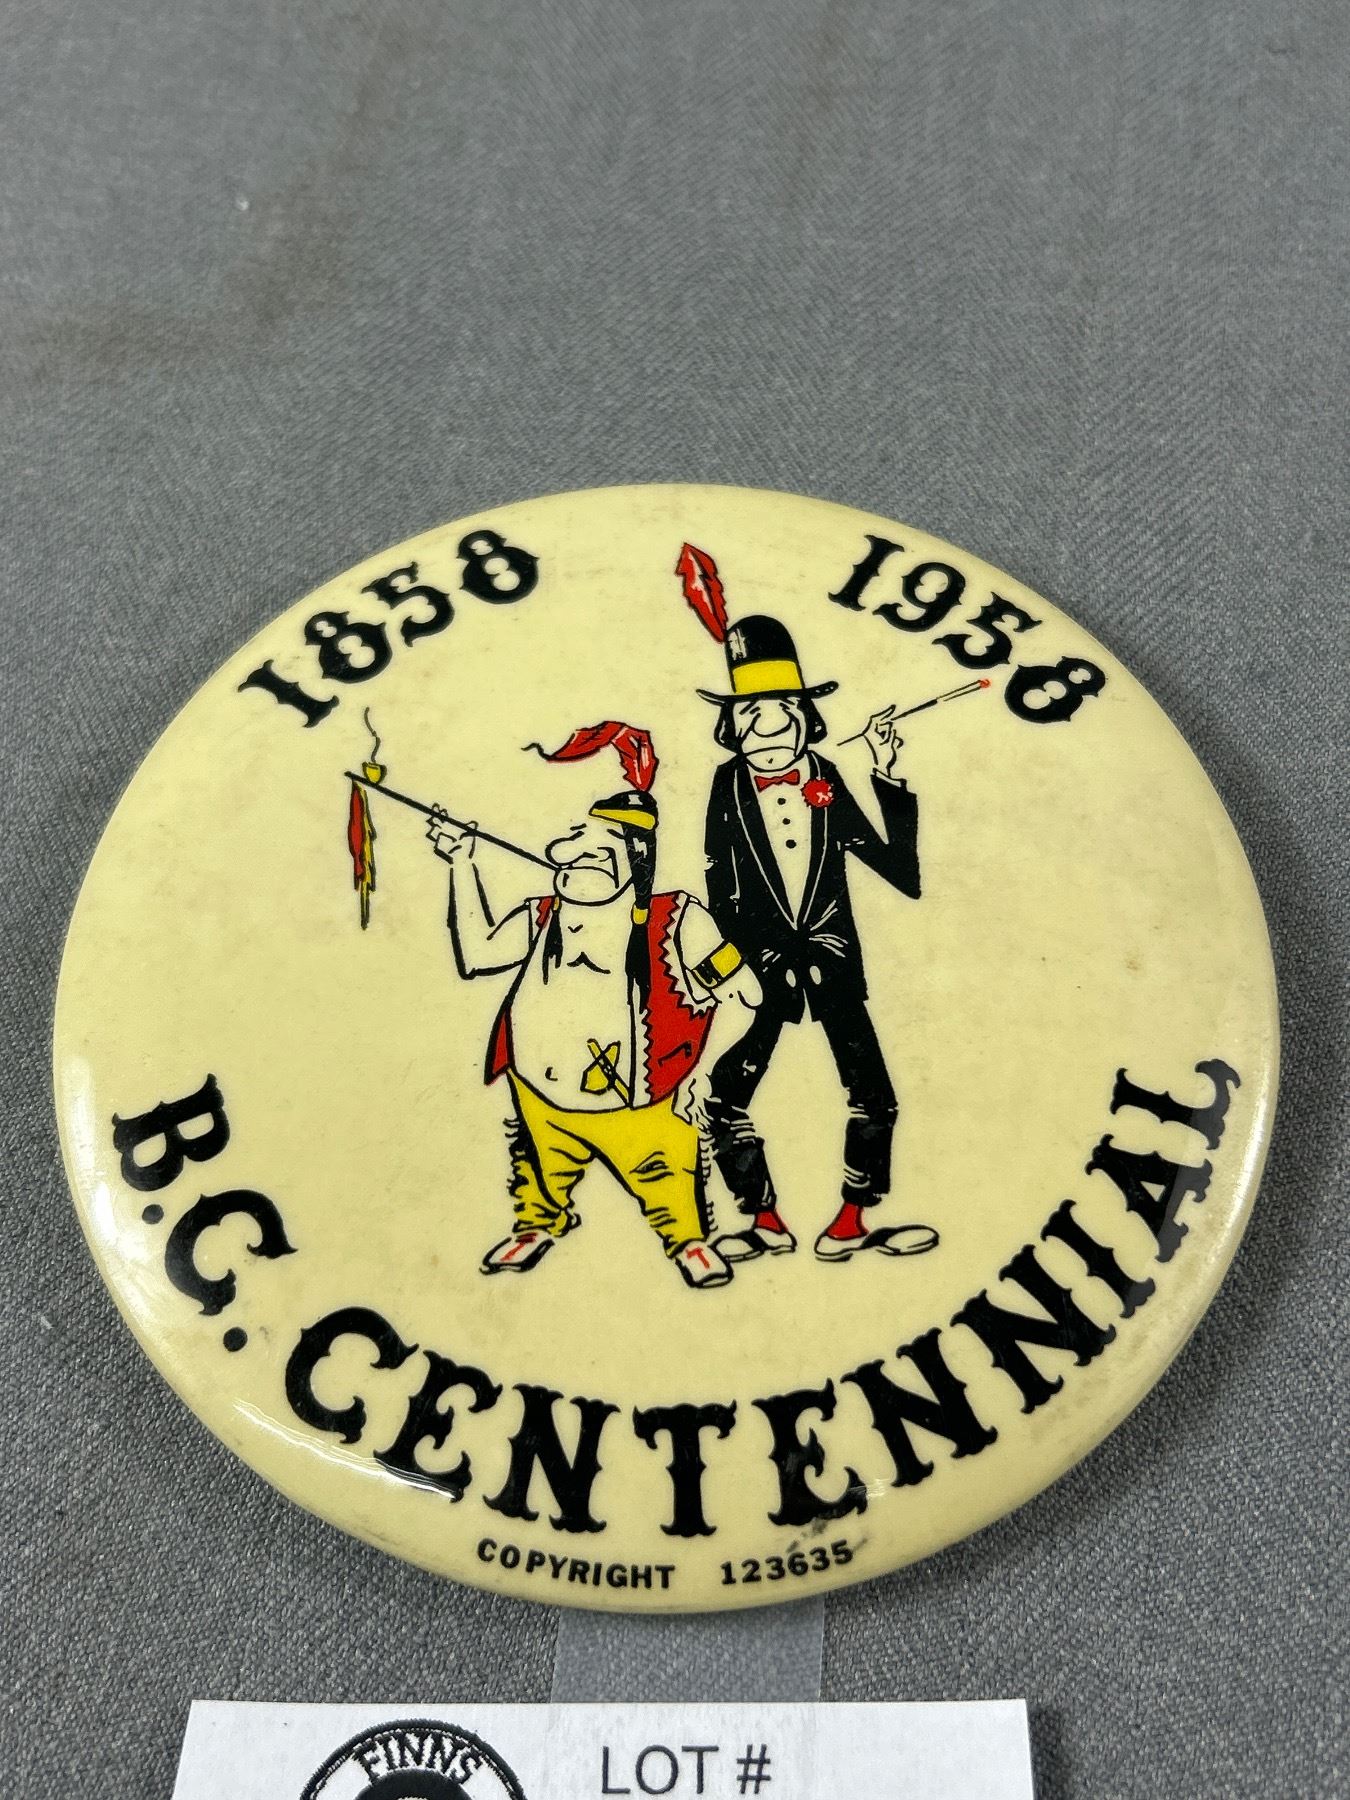 1858 1958
B.C. CENTENNIAL
COPYRIGHT 123635
FINNS
LOT #